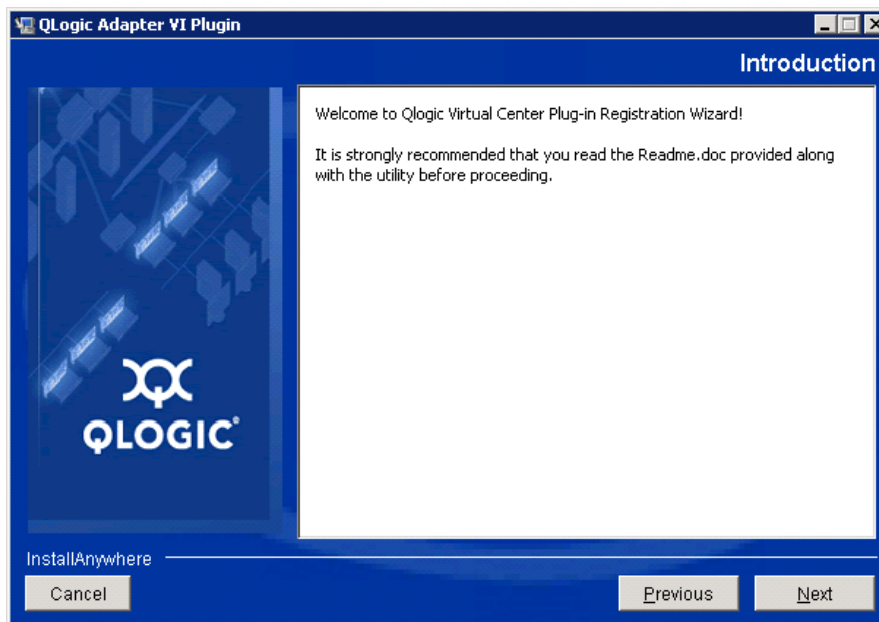 QLogic Adapter VI Plugin
Introduction
Welcome to Qlogic Virtual Center Plug-in Registration Wizard!
It is strongly recommended that you read the Readme.doc provided along
with the utility before proceeding.
QLOGIC®
InstallAnywhere
Cancel
Previous
Next